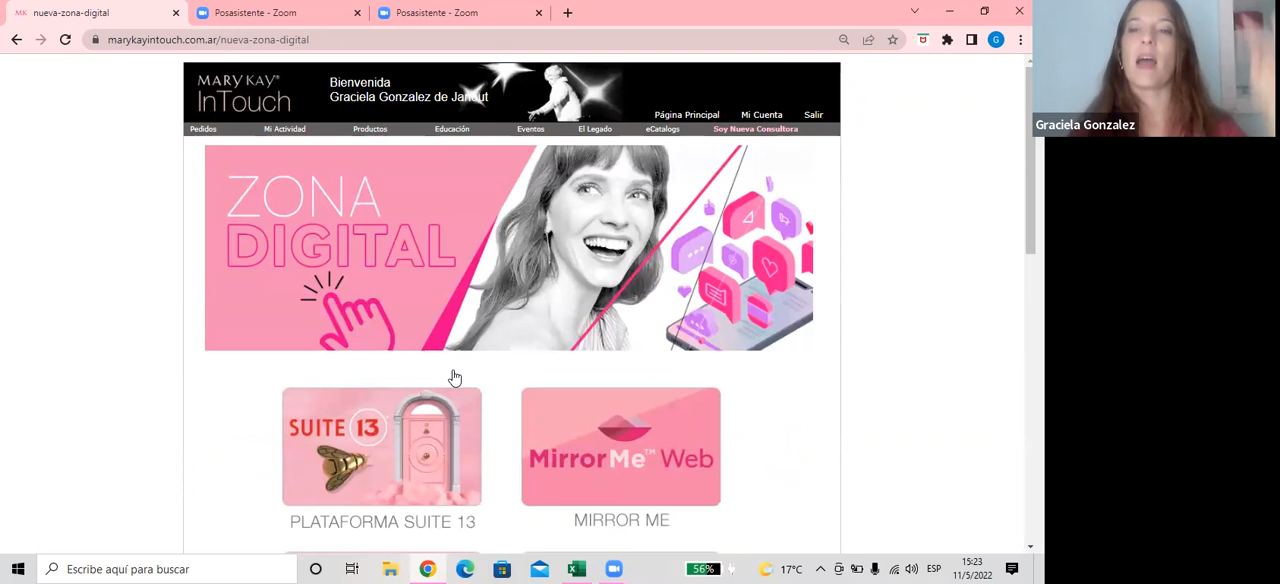 nueva-zona-digital
Posasistente - Zoom
Posasistente - Zoom
marykayintouch.com.ar/nueva-zona-digital
G
MARY KAY®
InTouch
Bienvenida
Graciela Gonzalez de Janaut
Página Principal Mi Cuenta Salir
Pedidos Mi Actividad Productos Educación Eventos El Legado eCatalogs Soy Nueva Consultora
ZONA
DIGITAL
SUITE 13
MirrorMe™ Web
PLATAFORMA SUITE 13
MIRROR ME
Graciela Gonzalez
Escribe aquí para buscar
56%
17°C
ESP
15:23
11/5/2022